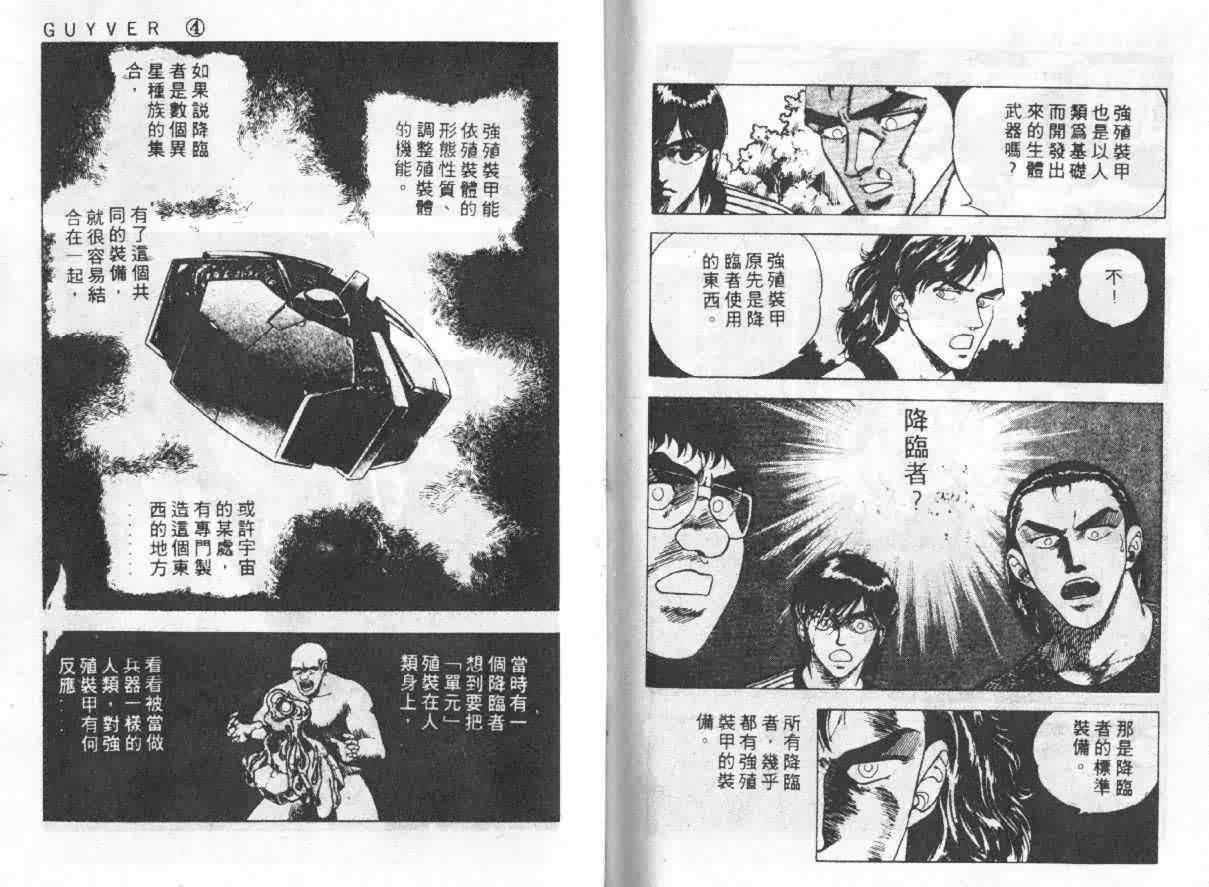 強殖裝甲
也是以人
類為基礎
而開發出
來的生體
武器嗎?
不!
強殖裝甲
原先是降
臨者使用
的東西。
降臨者?
那是降臨
者的標準
裝備。
所有降臨
者,幾乎
都有強殖
裝甲的裝
備。
GUYVER ④
強殖裝甲能
依殖裝體的
形態性質、
調整殖裝體
的機能。
如果説降臨
者是數個異
星種族的集
合,
有了這個共
同的裝備,
就很容易結
合在一起,
或許宇宙
的某處,
有專門製
造這個東
西的地方
……
當時有一
個降臨者
想到要把
「單元」
殖裝在人
類身上,
看看被當做
兵器一樣的
人類,對強
殖裝甲有何
反應……